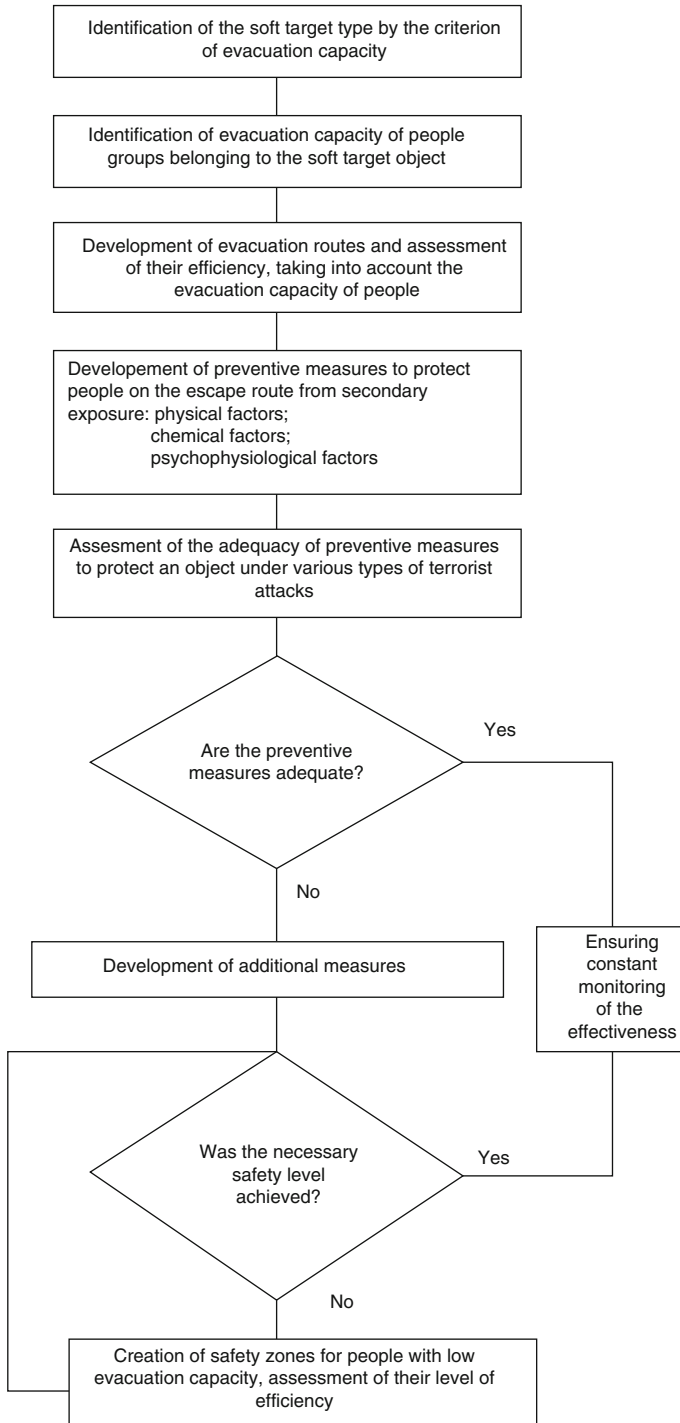 Identification of the soft target type by the criterion
of evacuation capacity
Identification of evacuation capacity of people
groups belonging to the soft target object
Development of evacuation routes and assessment
of their efficiency, taking into account the
evacuation capacity of people
Developement of preventive measures to protect
people on the escape route from secondary
exposure: physical factors;
chemical factors;
psychophysiological factors
Assesment of the adequacy of preventive measures
to protect an object under various types of terrorist
attacks
Are the preventive
measures adequate?
Yes
No
Development of additional measures
Ensuring
constant
monitoring
of the
effectiveness
Was the necessary
safety level
achieved?
Yes
No
Creation of safety zones for people with low
evacuation capacity, assessment of their level of
efficiency